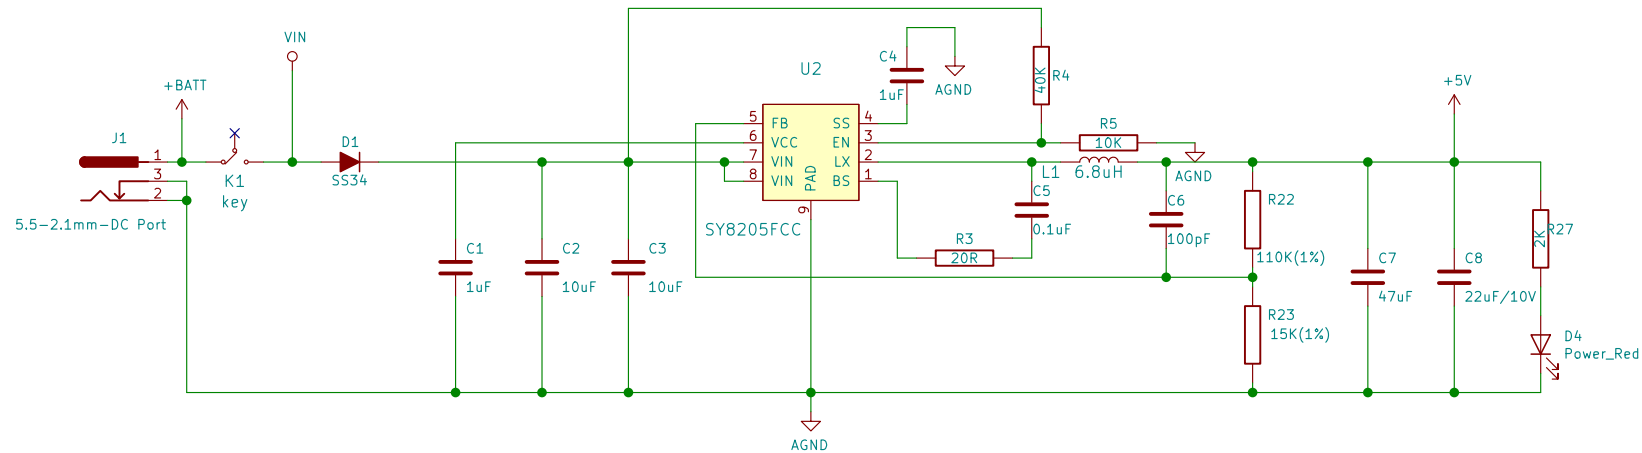 VIN
+BATT
J1
1
3
2
5.5-2.1mm-DC Port
K1
key
D1
SS34
C1
1uF
C2
10uF
C3
10uF
U2
5
FB
6
VCC
7
VIN
8
VIN
SS
4
EN
3
LX
2
BS
1
PAD
9
SY8205FCC
C4
1uF
AGND
40K
R4
R5
10K
AGND
L1
6.8uH
C5
0.1uF
R3
20R
C6
100pF
R22
110K(1%)
R23
15K(1%)
C7
47uF
+5V
C8
22uF/10V
2K
R27
D4
Power_Red
AGND